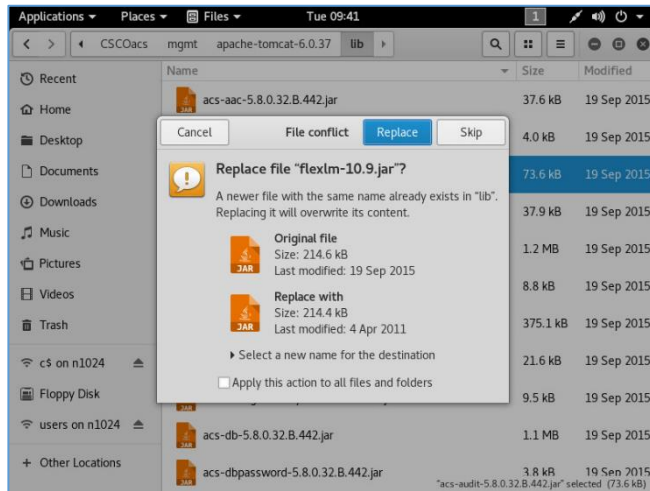 Applications Places Files Tue 09:41 1
CSCOacs mgmt apache-tomcat-6.0.37 lib
Recent
Home
Desktop
Documents
Downloads
Music
Pictures
Videos
Trash
c$ on n1024
Floppy Disk
users on n1024
+ Other Locations
Name Size Modified
acs-aac-5.8.0.32.B.442.jar 37.6 kB 19 Sep 2015
4.0 kB 19 Sep 2015
73.6 kB 19 Sep 2015
37.9 kB 19 Sep 2015
1.2 MB 19 Sep 2015
8.8 kB 19 Sep 2015
375.1 kB 19 Sep 2015
21.6 kB 19 Sep 2015
9.5 kB 19 Sep 2015
acs-db-5.8.0.32.B.442.jar 1.1 MB 19 Sep 2015
acs-dbpassword-5.8.0.32.B.442.jar 3.8 kB 19 Sep 2015
"acs-audit-5.8.0.32.B.442.jar" selected (73.6 kB)
Cancel File conflict Replace Skip
Replace file "flexlm-10.9.jar"?
A newer file with the same name already exists in "lib".
Replacing it will overwrite its content.
JAR
Original file
Size: 214.6 kB
Last modified: 19 Sep 2015
JAR
Replace with
Size: 214.4 kB
Last modified: 4 Apr 2011
Select a new name for the destination
Apply this action to all files and folders